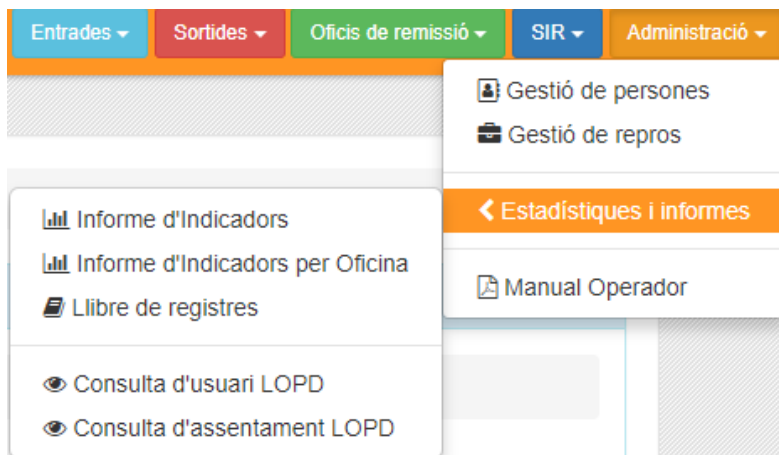 Entrades
Sortides
Oficis de remissió
SIR
Administració
Gestió de persones
Gestió de repros
Estadístiques i informes
Manual Operador
Informe d'Indicadors
Informe d'Indicadors per Oficina
Llibre de registres
Consulta d'usuari LOPD
Consulta d'assentament LOPD